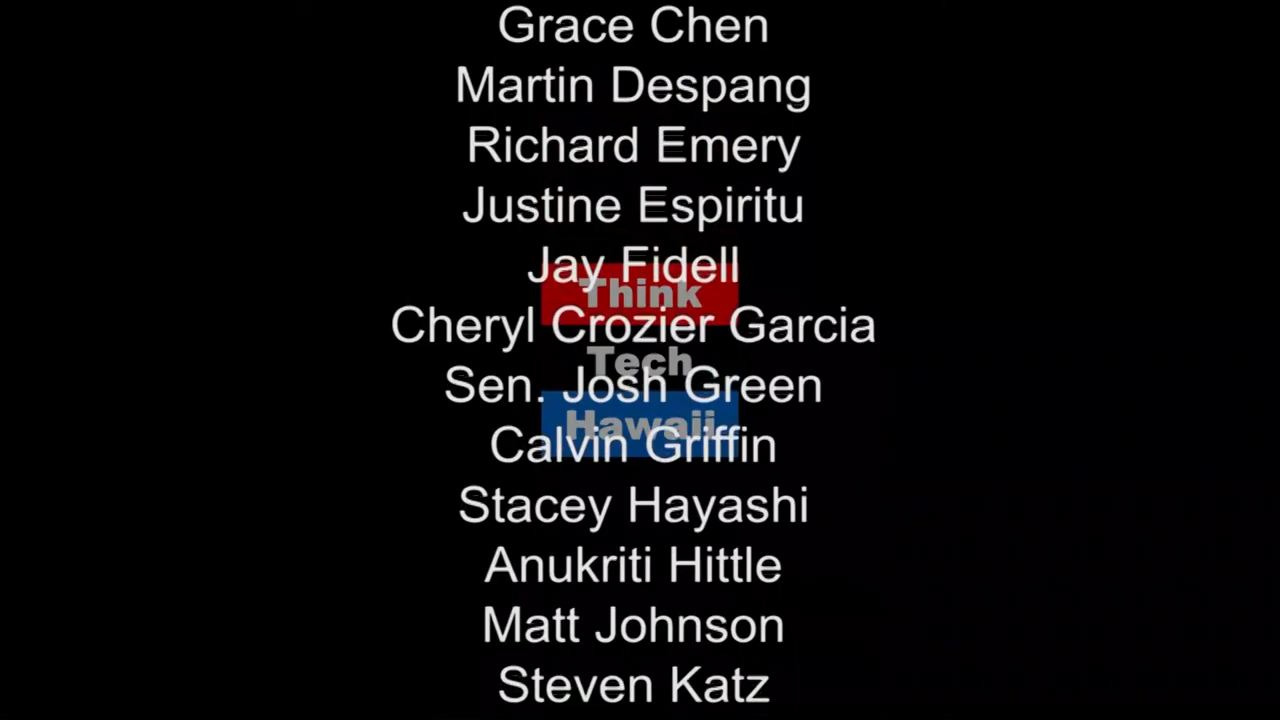 Grace Chen
Martin Despang
Richard Emery
Justine Espiritu
Jay Fidell
Think
Cheryl Crozier Garcia
Tech
Sen. Josh Green
Hawaii
Calvin Griffin
Stacey Hayashi
Anukriti Hittle
Matt Johnson
Steven Katz